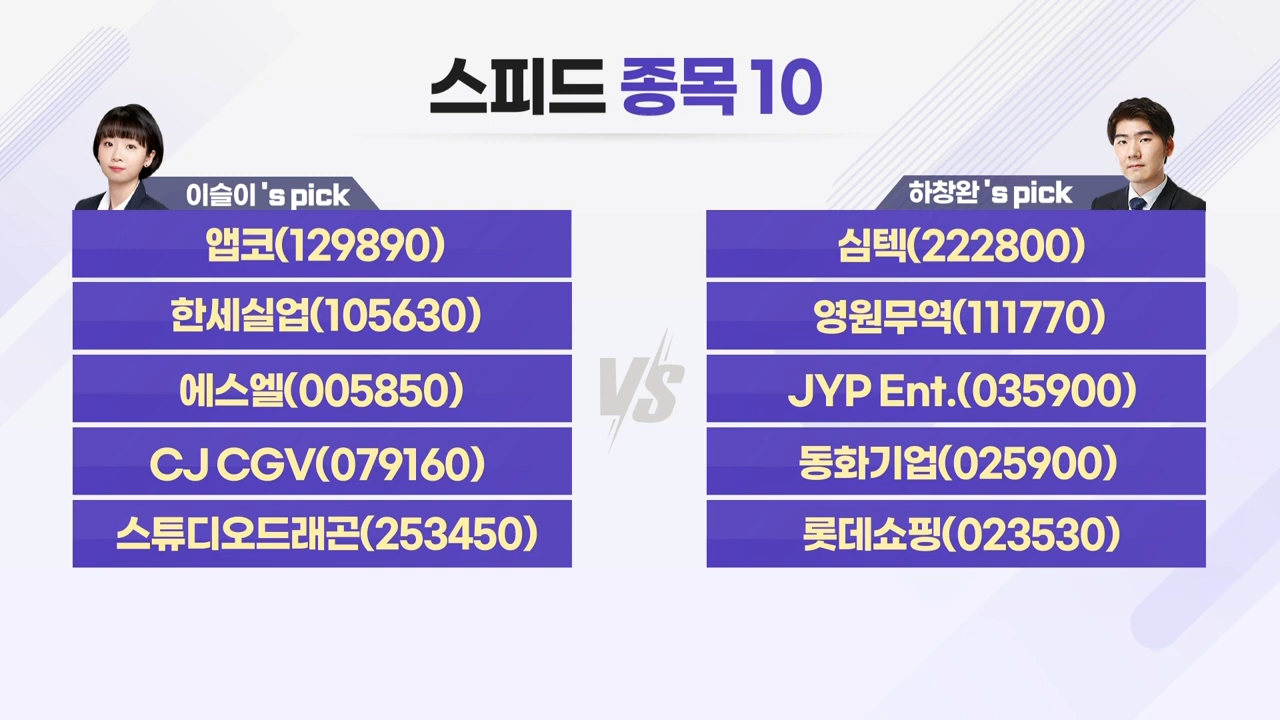 스피드 종목 10
이슬이 's pick
앱코(129890)
한세실업(105630)
에스엘(005850)
CJ CGV(079160)
스튜디오드래곤(253450)
VS
하창완 's pick
심텍(222800)
영원무역(111770)
JYP Ent.(035900)
동화기업(025900)
롯데쇼핑(023530)